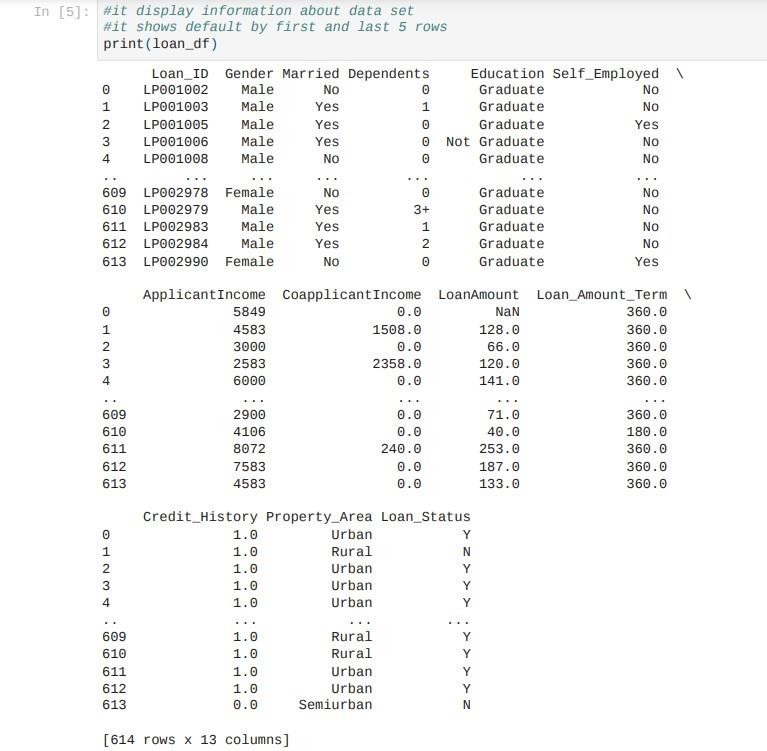 In [5]: #it display information about data set
#it shows default by first and last 5 rows
print(loan_df)
Loan_ID Gender Married Dependents Education Self_Employed \
0 LP001002 Male No 0 Graduate No
1 LP001003 Male Yes 1 Graduate No
2 LP001005 Male Yes 0 Graduate Yes
3 LP001006 Male Yes 0 Not Graduate No
4 LP001008 Male No 0 Graduate No
.. ... ... ... ... ... ...
609 LP002978 Female No 0 Graduate No
610 LP002979 Male Yes 3+ Graduate No
611 LP002983 Male Yes 1 Graduate No
612 LP002984 Male Yes 2 Graduate No
613 LP002990 Female No 0 Graduate Yes
ApplicantIncome CoapplicantIncome LoanAmount Loan_Amount_Term \
0 5849 0.0 NaN 360.0
1 4583 1508.0 128.0 360.0
2 3000 0.0 66.0 360.0
3 2583 2358.0 120.0 360.0
4 6000 0.0 141.0 360.0
.. ... ... ... ...
609 2900 0.0 71.0 360.0
610 4106 0.0 40.0 180.0
611 8072 240.0 253.0 360.0
612 7583 0.0 187.0 360.0
613 4583 0.0 133.0 360.0
Credit_History Property_Area Loan_Status
0 1.0 Urban Y
1 1.0 Rural N
2 1.0 Urban Y
3 1.0 Urban Y
4 1.0 Urban Y
.. ... ... ...
609 1.0 Rural Y
610 1.0 Rural Y
611 1.0 Urban Y
612 1.0 Urban Y
613 0.0 Semiurban N
[614 rows x 13 columns]